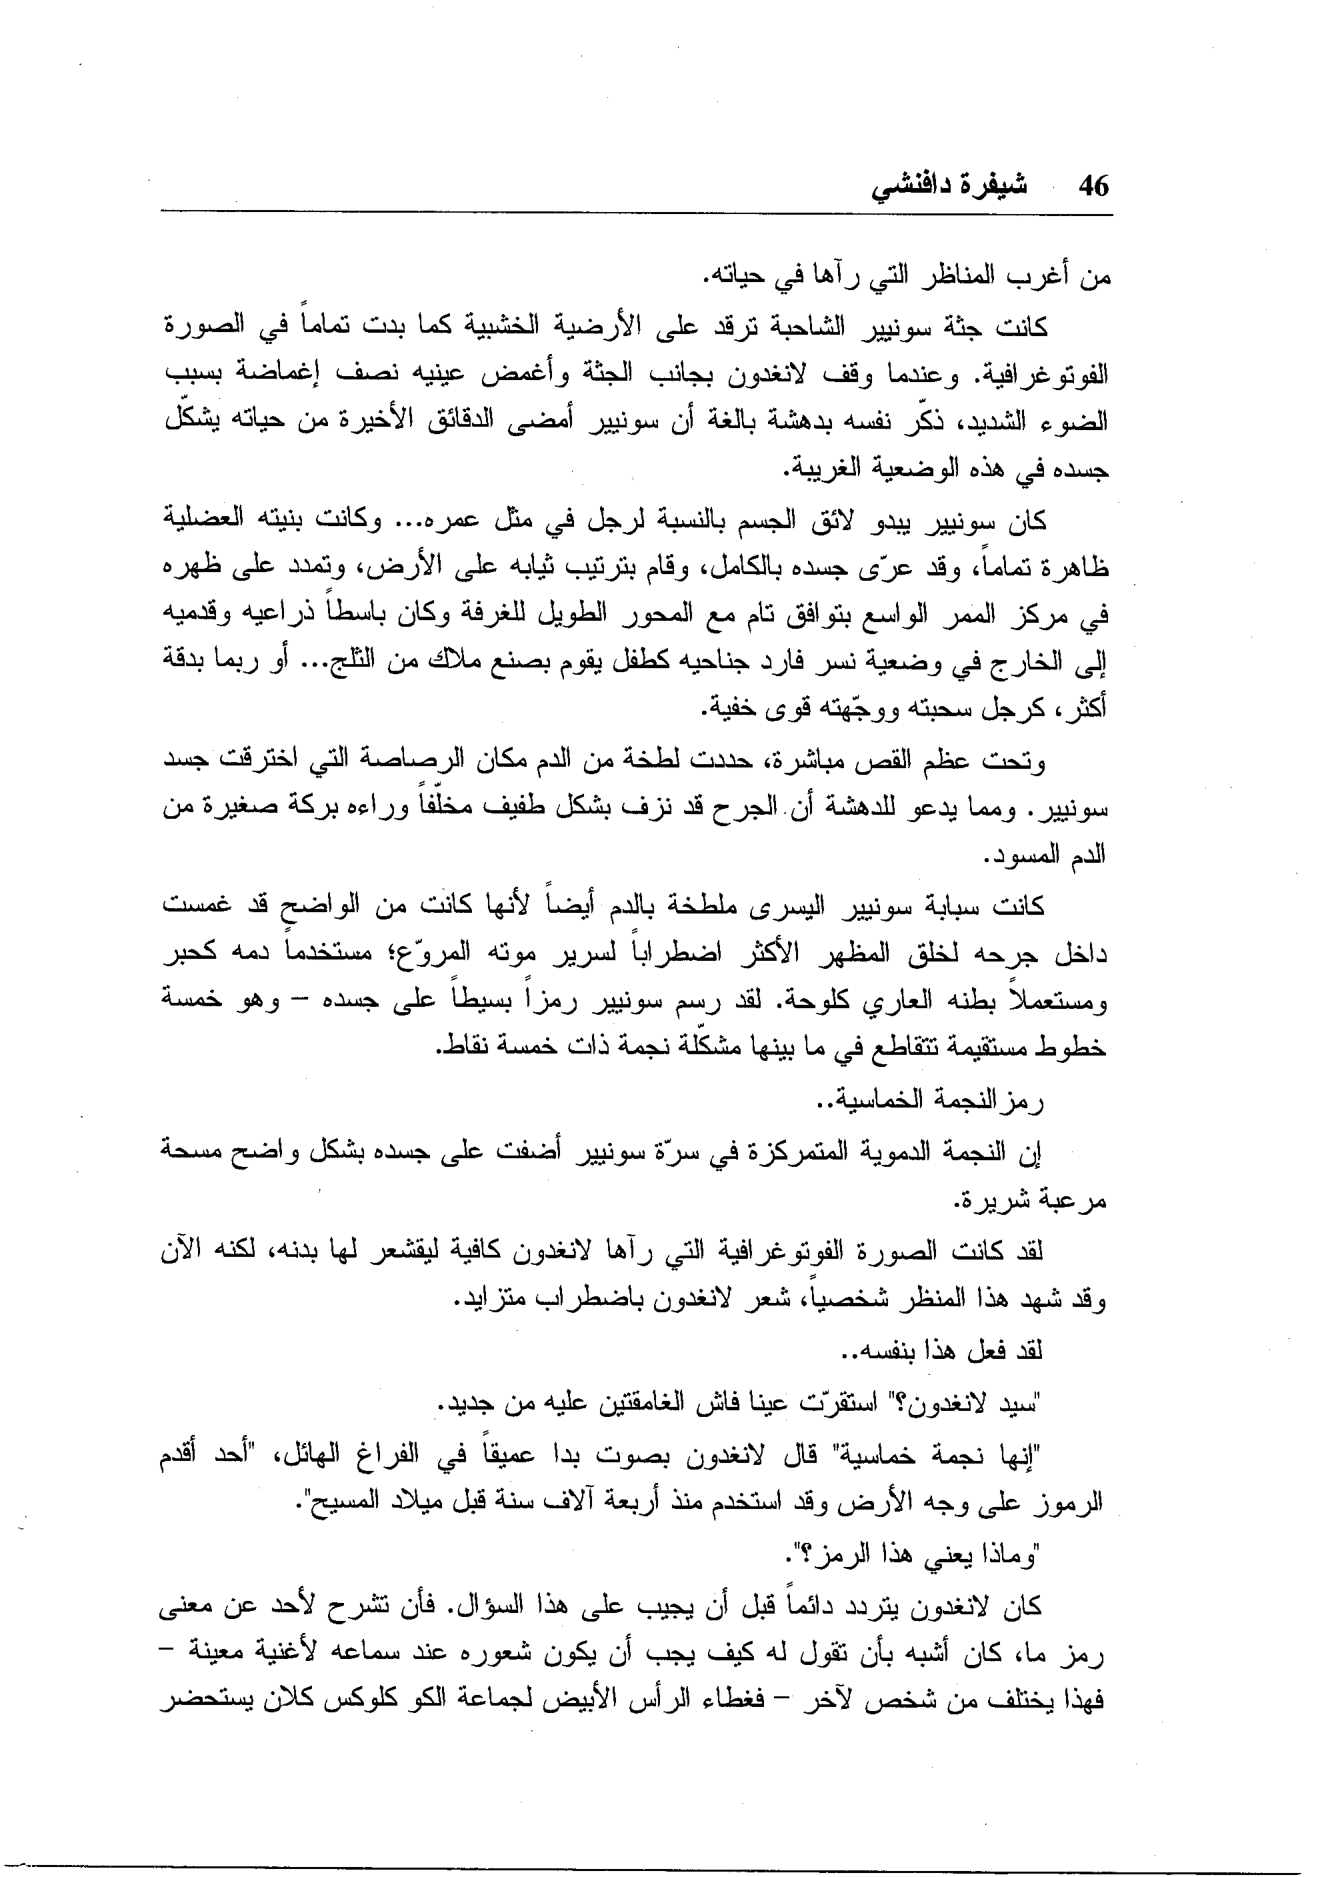 46 شيفرة دافنشي
من أغرب المناظر التي رآها في حياته.
كانت جثة سونيير الشاحبة ترقد على الأرضية الخشبية كما بدت تماماً في الصورة
الفوتوغرافية. وعندما وقف لانغدون بجانب الجثة وأغمض عينيه نصف إغماضة بسبب
الضوء الشديد، ذكّر نفسه بدهشة بالغة أن سونيير أمضى الدقائق الأخيرة من حياته يشكّل
جسده في هذه الوضعية الغريبة.
كان سونيير يبدو لائق الجسم بالنسبة لرجل في مثل عمره... وكانت بنيته العضلية
ظاهرة تماماً، وقد عرّى جسده بالكامل، وقام بترتيب ثيابه على الأرض، وتمدد على ظهره
في مركز الممر الواسع بتوافق تام مع المحور الطويل للغرفة وكان باسطاً ذراعيه وقدميه
إلى الخارج في وضعية نسر فارد جناحيه كطفل يقوم بصنع ملاك من الثلج... أو ربما بدقة
أكثر، كرجل سحبته ووجّهته قوى خفية.
وتحت عظم القص مباشرة، حددت لطخة من الدم مكان الرصاصة التي اخترقت جسد
سونيير. ومما يدعو للدهشة أن الجرح قد نزف بشكل طفيف مخلّفاً وراءه بركة صغيرة من
الدم المسود.
كانت سبابة سونيير اليسرى ملطخة بالدم أيضاً لأنها كانت من الواضح قد غمست
داخل جرحه لخلق المظهر الأكثر اضطراباً لسرير موته المروّع؛ مستخدماً دمه كحبر
ومستعملاً بطنه العاري كلوحة. لقد رسم سونيير رمزاً بسيطاً على جسده – وهو خمسة
خطوط مستقيمة تتقاطع في ما بينها مشكّلة نجمة ذات خمسة نقاط.
رمز النجمة الخماسية..
إن النجمة الدموية المتمركزة في سرّة سونيير أضفت على جسده بشكل واضح مسحة
مرعبة شريرة.
لقد كانت الصورة الفوتوغرافية التي رآها لانغدون كافية ليقشعر لها بدنه، لكنه الآن
وقد شهد هذا المنظر شخصياً، شعر لانغدون باضطراب متزايد.
لقد فعل هذا بنفسه..
"سيد لانغدون؟" استقرّت عينا فاش الغامقتين عليه من جديد.
"إنها نجمة خماسية" قال لانغدون بصوت بدا عميقاً في الفراغ الهائل، "أحد أقدم
الرموز على وجه الأرض وقد استخدم منذ أربعة آلاف سنة قبل ميلاد المسيح".
"وماذا يعني هذا الرمز؟".
كان لانغدون يتردد دائماً قبل أن يجيب على هذا السؤال. فأن تشرح لأحد عن معنى
رمز ما، كان أشبه بأن تقول له كيف يجب أن يكون شعوره عند سماعه لأغنية معينة –
فهذا يختلف من شخص لآخر – فغطاء الرأس الأبيض لجماعة الكو كلوكس كلان يستحضر